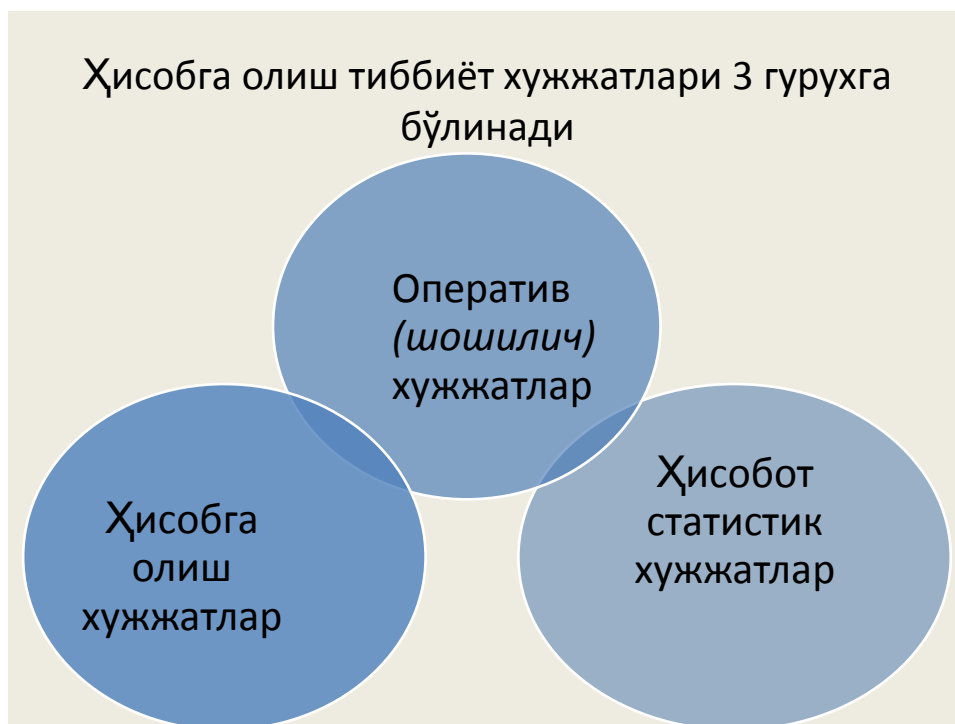 Ҳисобга олиш тиббиёт хужжатлари 3 гурухга
бўлинади
Оператив
(шошилич)
хужжатлар
Ҳисобга
олиш
хужжатлар
Ҳисобот
статистик
хужжатлар